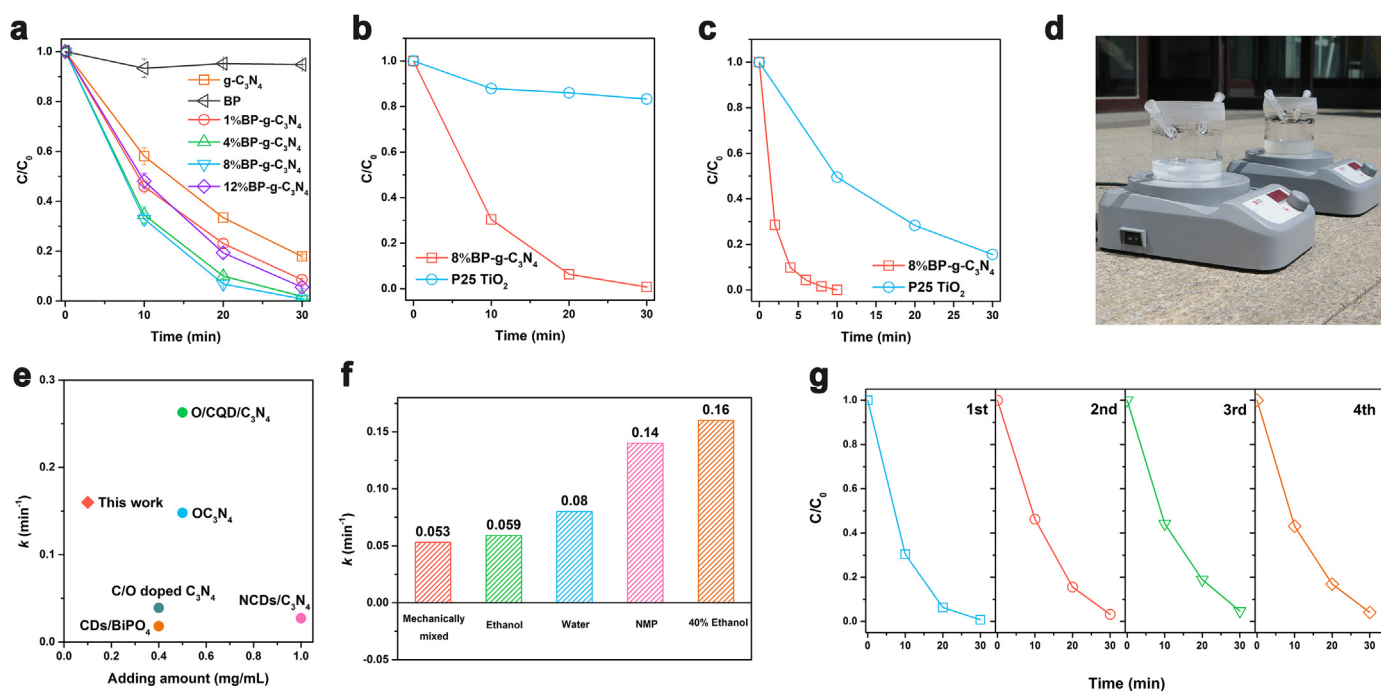 a
C/C0
1.0
0.8
0.6
0.4
0.2
0.0
g-C3N4
BP
1%BP-g-C3N4
4%BP-g-C3N4
8%BP-g-C3N4
12%BP-g-C3N4
0 10 20 30
Time (min)
b
C/C0
1.0
0.8
0.6
0.4
0.2
0.0
8%BP-g-C3N4
P25 TiO2
0 5 10 15 20 25 30
Time (min)
c
C/C0
1.0
0.8
0.6
0.4
0.2
0.0
8%BP-g-C3N4
P25 TiO2
0 5 10 15 20 25 30
Time (min)
d
e
k (min-1)
0.3
0.2
0.1
0.0
O/CQD/C3N4
This work
OC3N4
C/O doped C3N4
NCDs/C3N4
CDs/BiPO4
0.0 0.2 0.4 0.6 0.8 1.0
Adding amount (mg/mL)
f
k (min-1)
0.15
0.10
0.05
0.00
-0.05
0.053
0.059
0.08
0.14
0.16
Mechanically
mixed
Ethanol
Water
NMP
40% Ethanol
g
C/C0
1.0
0.8
0.6
0.4
0.2
0.0
1st
2nd
3rd
4th
0 10 20 30 0 10 20 30 0 10 20 30 0 10 20 30
Time (min)